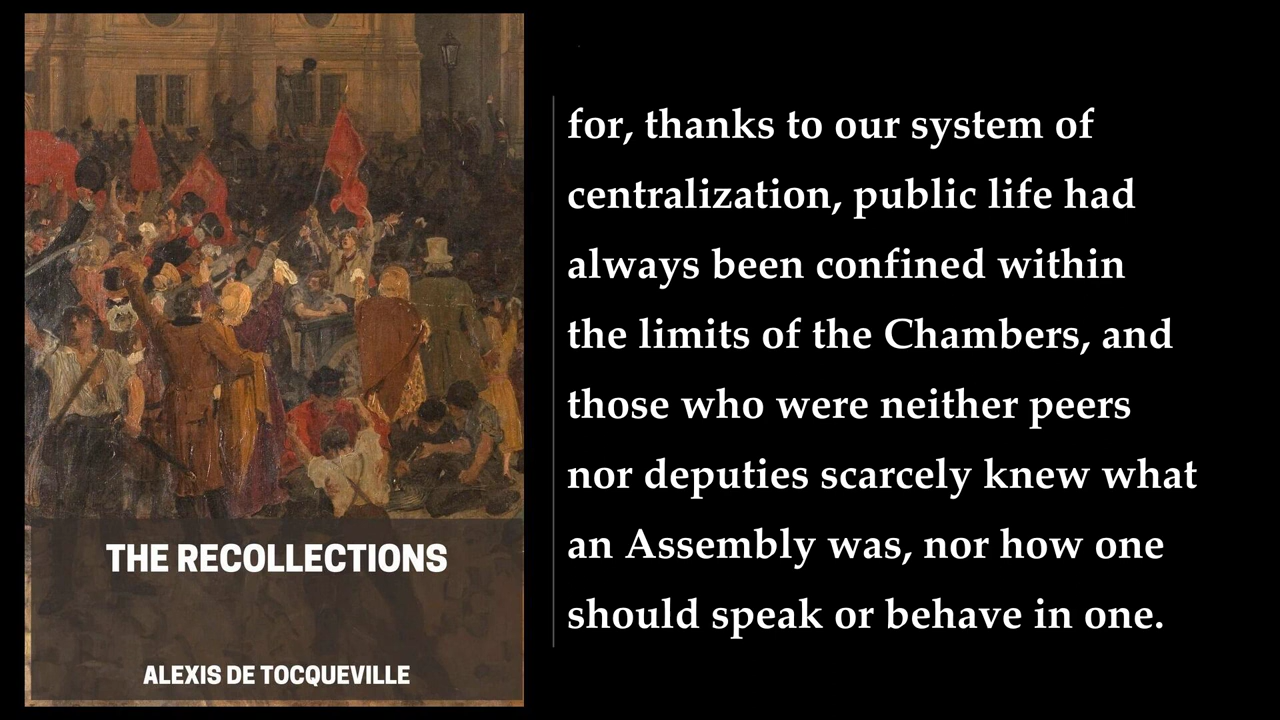 THE RECOLLECTIONS
ALEXIS DE TOCQUEVILLE
for, thanks to our system of
centralization, public life had
always been confined within
the limits of the Chambers, and
those who were neither peers
nor deputies scarcely knew what
an Assembly was, nor how one
should speak or behave in one.